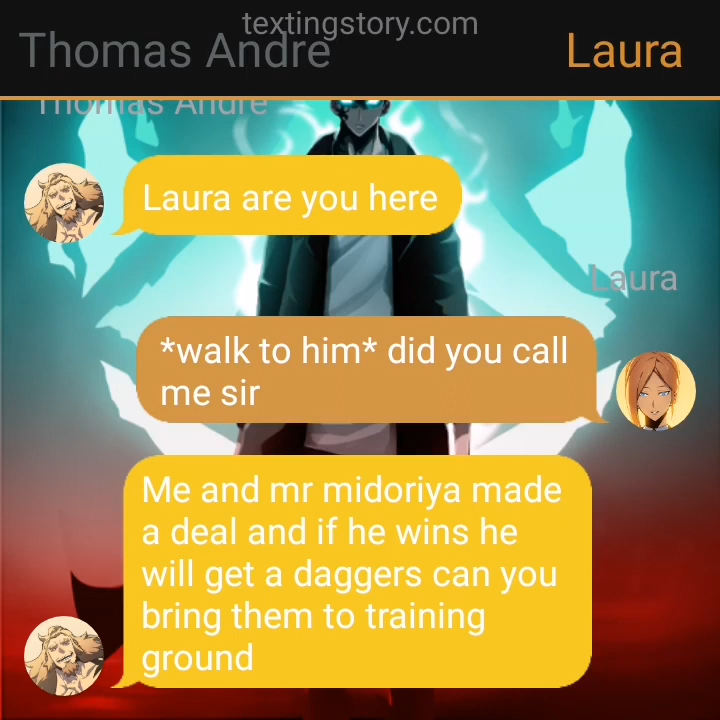 textingstory.com
Thomas Andre
Laura
Thomas Andre
Laura are you here
Laura
*walk to him* did you call
me sir
Me and mr midoriya made
a deal and if he wins he
will get a daggers can you
bring them to training
ground